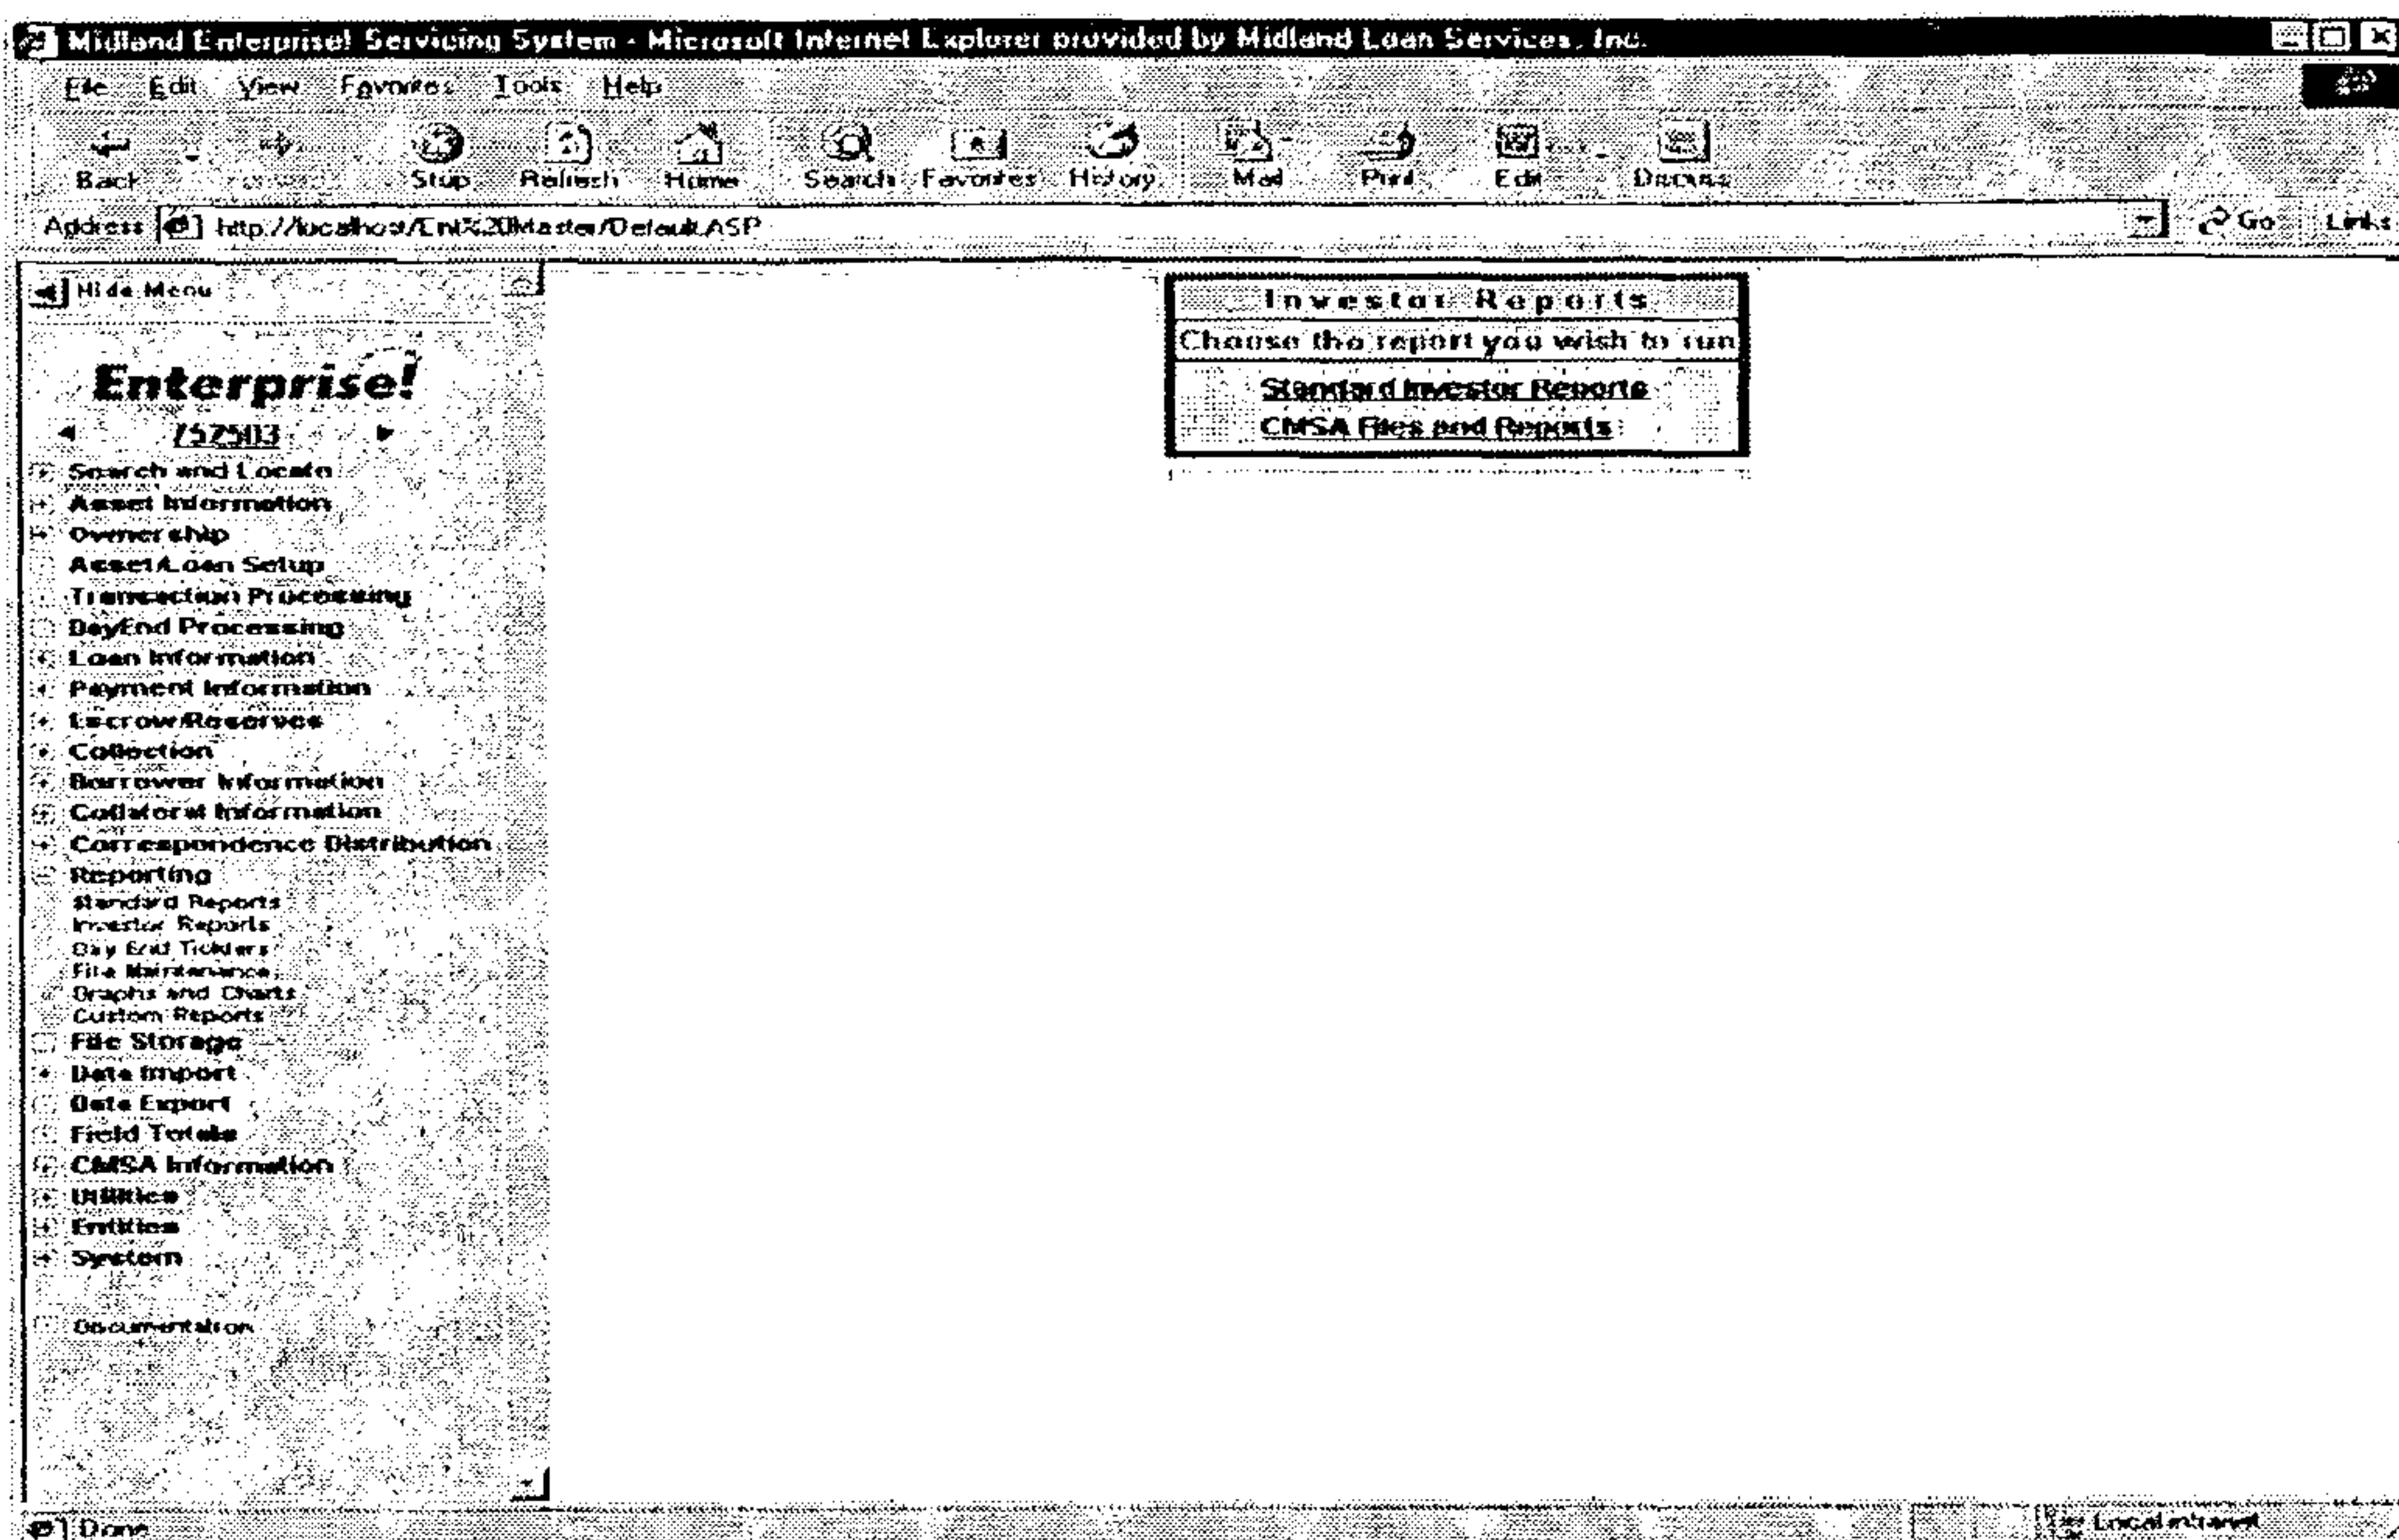 Midland Enterprise! Servicing System - Microsoft Internet Explorer provided by Midland Loan Services, Inc.
File Edit View Favorites Tools Help
Back Stop Refresh Home Search Favorites History Mail Print Edit Discuss
Address http://localhost/Ent%20Master/Default.ASP Go Links
Hide Menu
Enterprise!
757503
Search and Locate
Asset Information
Ownership
Asset/Loan Setup
Transaction Processing
DayEnd Processing
Loan Information
Payment Information
Escrow/Reserves
Collection
Borrower Information
Collateral Information
Correspondence Distribution
Reporting
Standard Reports
Investor Reports
Day End Ticklers
File Maintenance
Graphs and Charts
Custom Reports
File Storage
Data Import
Data Export
Field Totals
CMSA Information
Utilities
Entities
System
Documentation
Investor Reports
Choose the report you wish to run
Standard Investor Reports
CMSA Files and Reports
Done
Local intranet